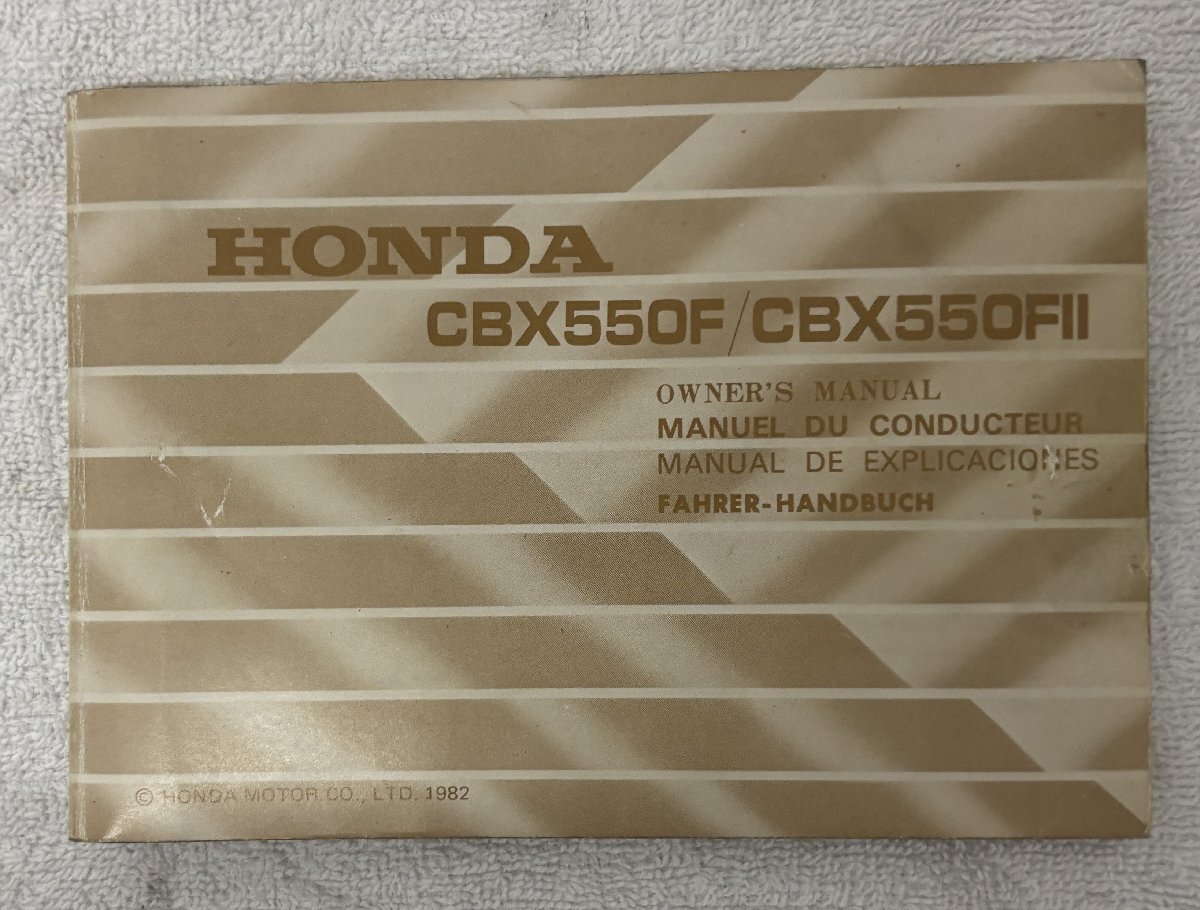 HONDA
CBX550F/CBX550FII
OWNER'S MANUAL
MANUEL DU CONDUCTEUR
MANUAL DE EXPLICACIONES
FAHRER-HANDBUCH
© HONDA MOTOR CO., LTD. 1982